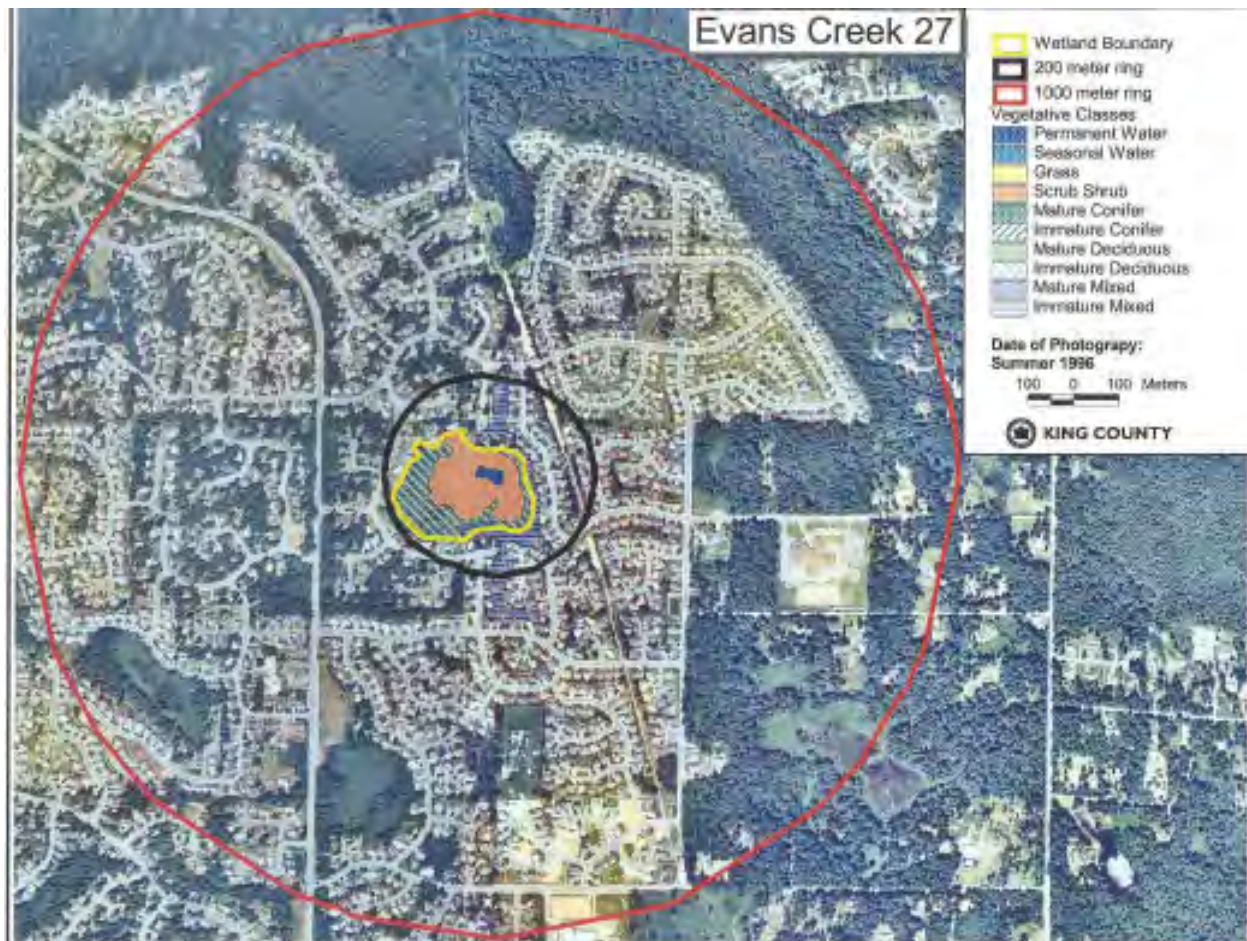 Evans Creek 27
Wetland Boundary
200 meter ring
1000 meter ring
Vegetative Classes
Permanent Water
Seasonal Water
Grass
Scrub Shrub
Mature Conifer
Immature Conifer
Mature Deciduous
Immature Deciduous
Mature Mixed
Immature Mixed
Date of Photograpy:
Summer 1996
100 0 100 Meters
KING COUNTY